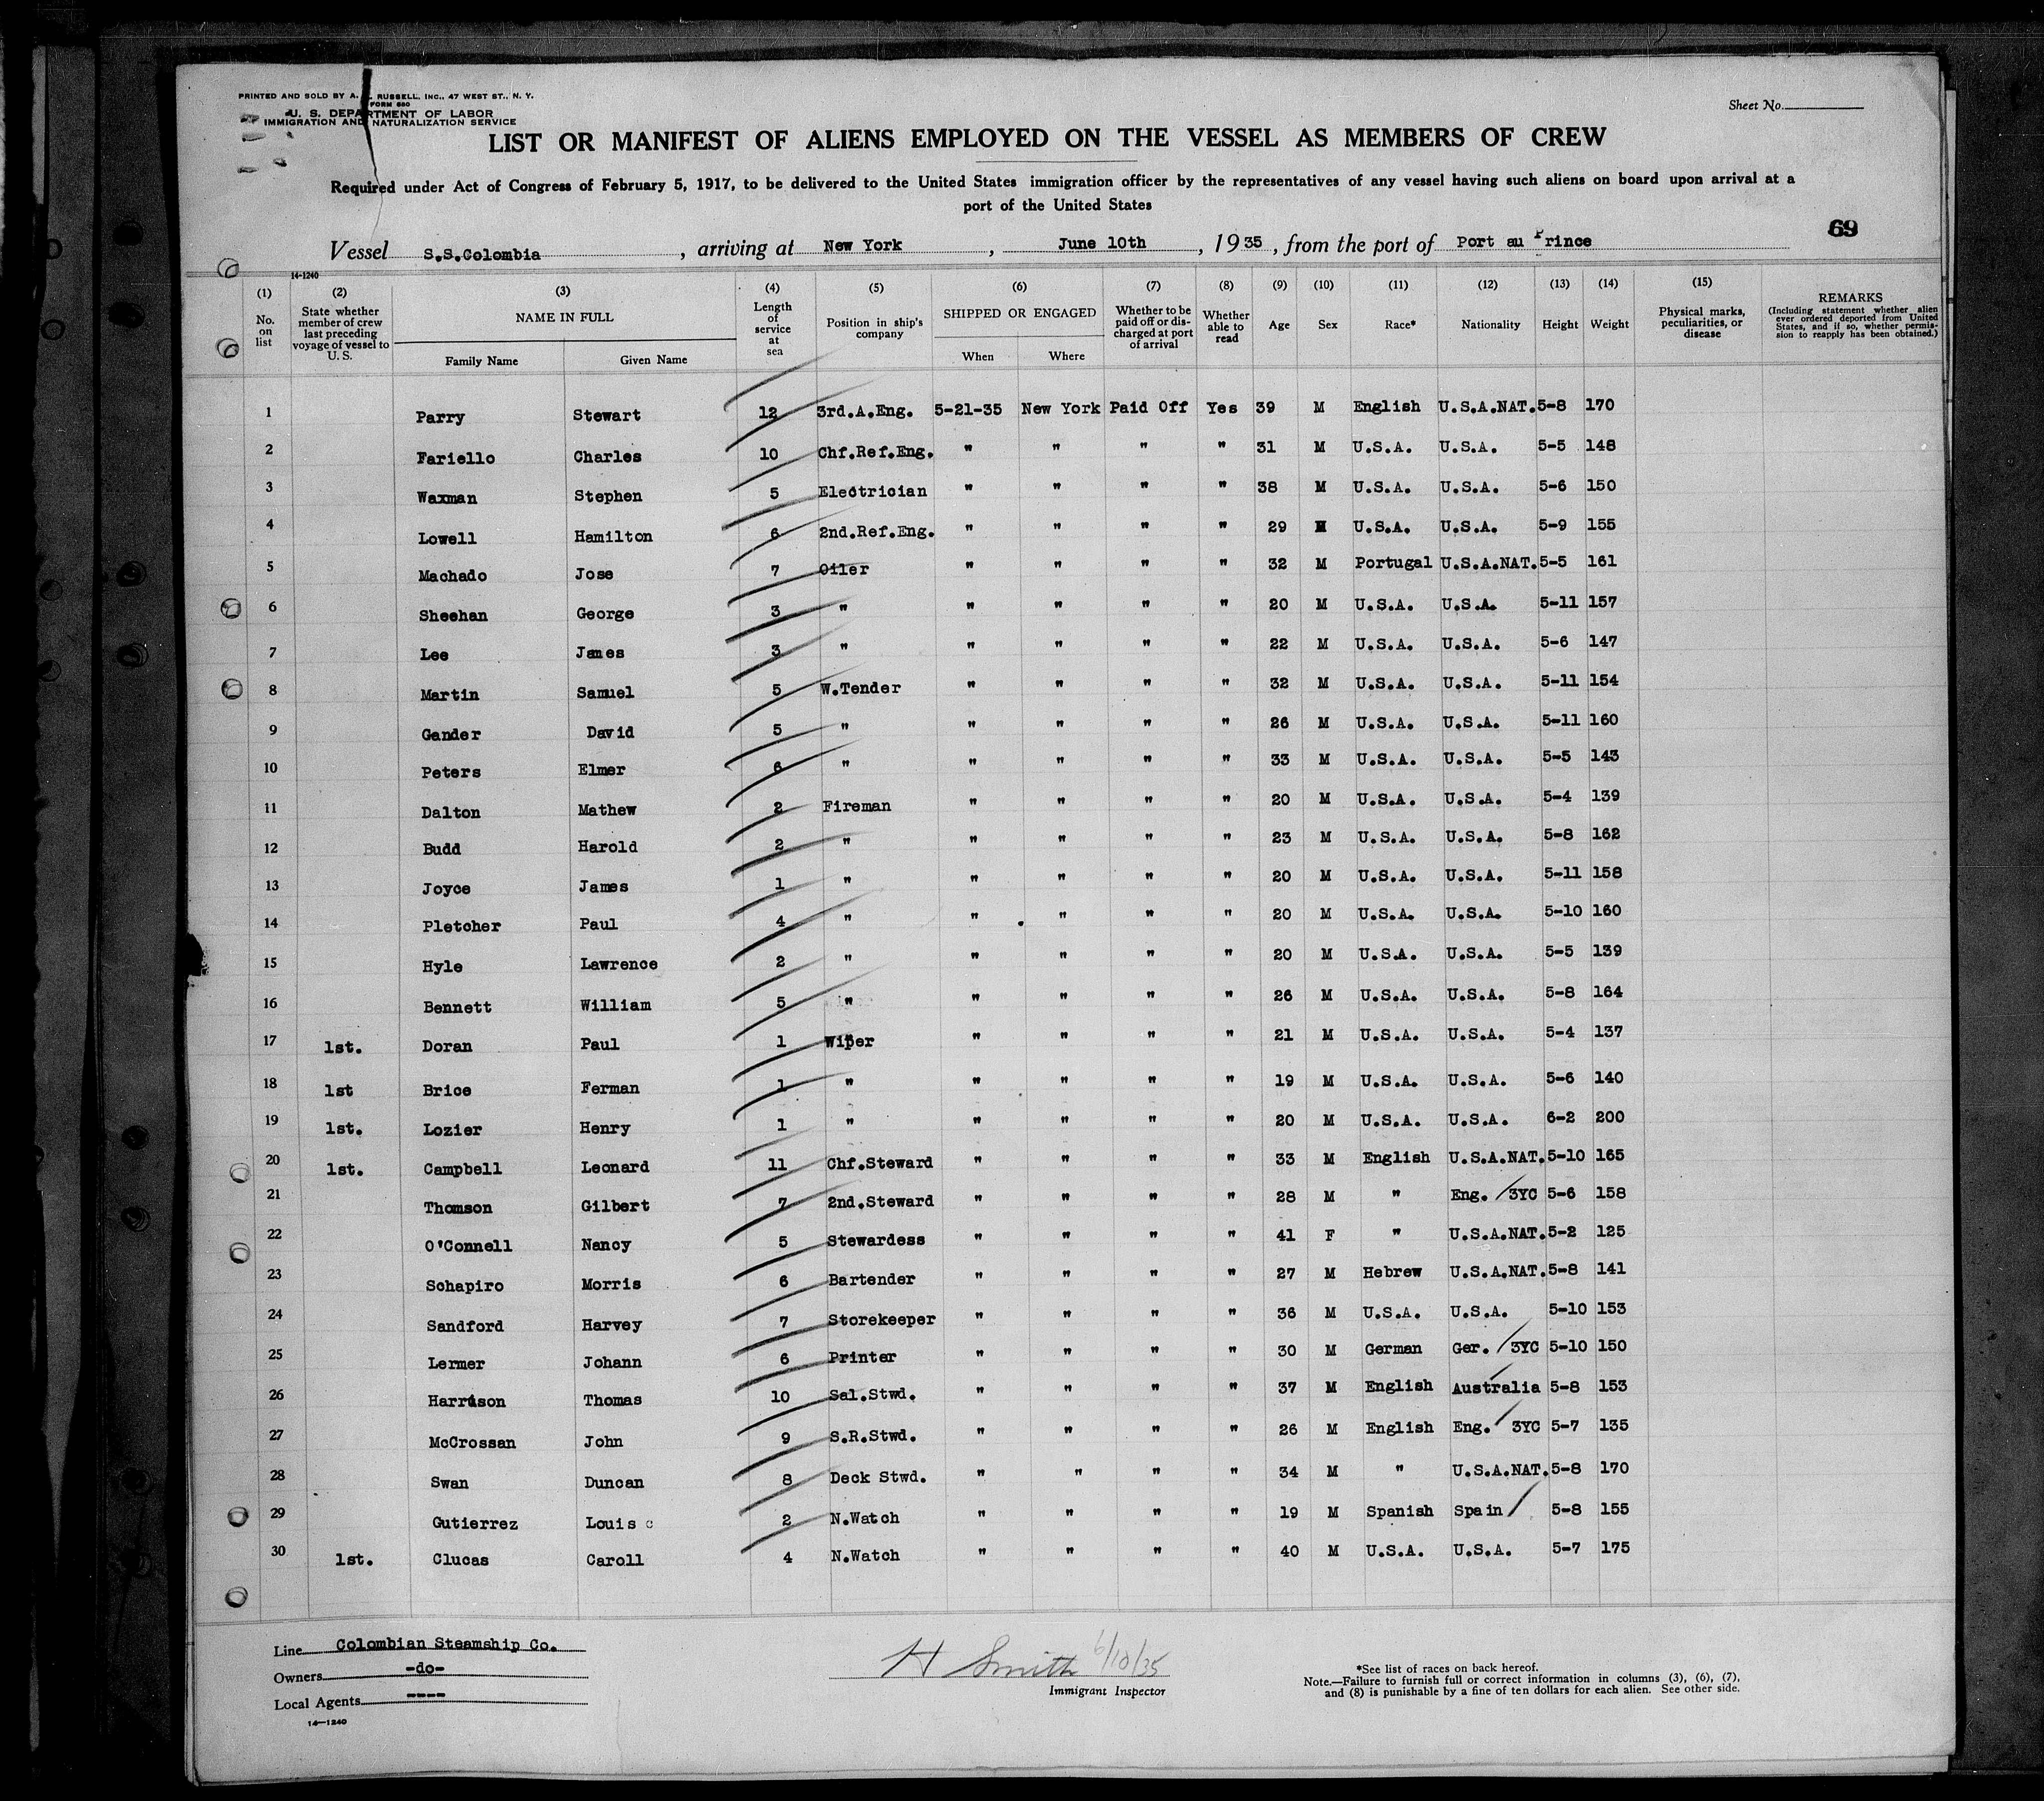 PRINTED AND SOLD BY A. RUSSELL, INC., 47 WEST ST., N. Y.
FORM 680
U. S. DEPARTMENT OF LABOR
IMMIGRATION AND NATURALIZATION SERVICE
Sheet No.
LIST OR MANIFEST OF ALIENS EMPLOYED ON THE VESSEL AS MEMBERS OF CREW
Required under Act of Congress of February 5, 1917, to be delivered to the United States immigration officer by the representatives of any vessel having such aliens on board upon arrival at a
port of the United States
69
Vessel S.S.Colombia, arriving at New York, June 10th, 1935, from the port of Port au Prince
14-1240
(1) No. on list (2) State whether member of crew last preceding voyage of vessel to U. S. (3) NAME IN FULL Family Name Given Name (4) Length of service at sea (5) Position in ship's company (6) SHIPPED OR ENGAGED When Where (7) Whether to be paid off or discharged at port of arrival (8) Whether able to read (9) Age (10) Sex (11) Race* (12) Nationality (13) Height (14) Weight (15) Physical marks, peculiarities, or disease REMARKS (Including statement whether alien ever ordered deported from United States, and if so, whether permission to reapply has been obtained.)
1 Parry Stewart 12 3rd.A.Eng. 5-21-35 New York Paid Off Yes 39 M English U.S.A.NAT. 5-8 170
2 Fariello Charles 10 Chf.Ref.Eng. " " " " 31 M U.S.A. U.S.A. 5-5 148
3 Waxman Stephen 5 Electrician " " " " 38 M U.S.A. U.S.A. 5-6 150
4 Lowell Hamilton 6 2nd.Ref.Eng. " " " " 29 M U.S.A. U.S.A. 5-9 155
5 Machado Jose 7 Oiler " " " " 32 M Portugal U.S.A.NAT. 5-5 161
6 Sheehan George 3 " " " " " 20 M U.S.A. U.S.A. 5-11 157
7 Lee James 3 " " " " " 22 M U.S.A. U.S.A. 5-6 147
8 Martin Samuel 5 W.Tender " " " " 32 M U.S.A. U.S.A. 5-11 154
9 Gander David 5 " " " " " 26 M U.S.A. U.S.A. 5-11 160
10 Peters Elmer 6 " " " " " 33 M U.S.A. U.S.A. 5-5 143
11 Dalton Mathew 2 Fireman " " " " 20 M U.S.A. U.S.A. 5-4 139
12 Budd Harold 2 " " " " " 23 M U.S.A. U.S.A. 5-8 162
13 Joyce James 1 " " " " " 20 M U.S.A. U.S.A. 5-11 158
14 Pletcher Paul 4 " " " " " 20 M U.S.A. U.S.A. 5-10 160
15 Hyle Lawrence 2 " " " " " 20 M U.S.A. U.S.A. 5-5 139
16 Bennett William 5 " " " " " 26 M U.S.A. U.S.A. 5-8 164
17 1st. Doran Paul 1 Wiper " " " " 21 M U.S.A. U.S.A. 5-4 137
18 1st Brice Ferman 1 " " " " " 19 M U.S.A. U.S.A. 5-6 140
19 1st. Lozier Henry 1 " " " " " 20 M U.S.A. U.S.A. 6-2 200
20 1st. Campbell Leonard 11 Chf.Steward " " " " 33 M English U.S.A.NAT. 5-10 165
21 Thomson Gilbert 7 2nd.Steward " " " " 28 M " Eng. 3YC 5-6 158
22 O'Connell Nancy 5 Stewardess " " " " 41 F " U.S.A.NAT. 5-2 125
23 Schapiro Morris 6 Bartender " " " " 27 M Hebrew U.S.A.NAT. 5-8 141
24 Sandford Harvey 7 Storekeeper " " " " 36 M U.S.A. U.S.A. 5-10 153
25 Lermer Johann 6 Printer " " " " 30 M German Ger. 3YC 5-10 150
26 Harrison Thomas 10 Sal.Stwd. " " " " 37 M English Australia 5-8 153
27 McCrossan John 9 S.R.Stwd. " " " " 26 M English Eng. 3YC 5-7 135
28 Swan Duncan 8 Deck Stwd. " " " " 34 M " U.S.A.NAT. 5-8 170
29 Gutierrez Louis c 2 N.Watch " " " " 19 M Spanish Spain 5-8 155
30 1st. Clucas Caroll 4 N.Watch " " " " 40 M U.S.A. U.S.A. 5-7 175
Line Colombian Steamship Co.
Owners -do-
Local Agents ----
14-1240
H Smith 6/10/35
Immigrant Inspector
*See list of races on back hereof.
Note.—Failure to furnish full or correct information in columns (3), (6), (7),
and (8) is punishable by a fine of ten dollars for each alien. See other side.